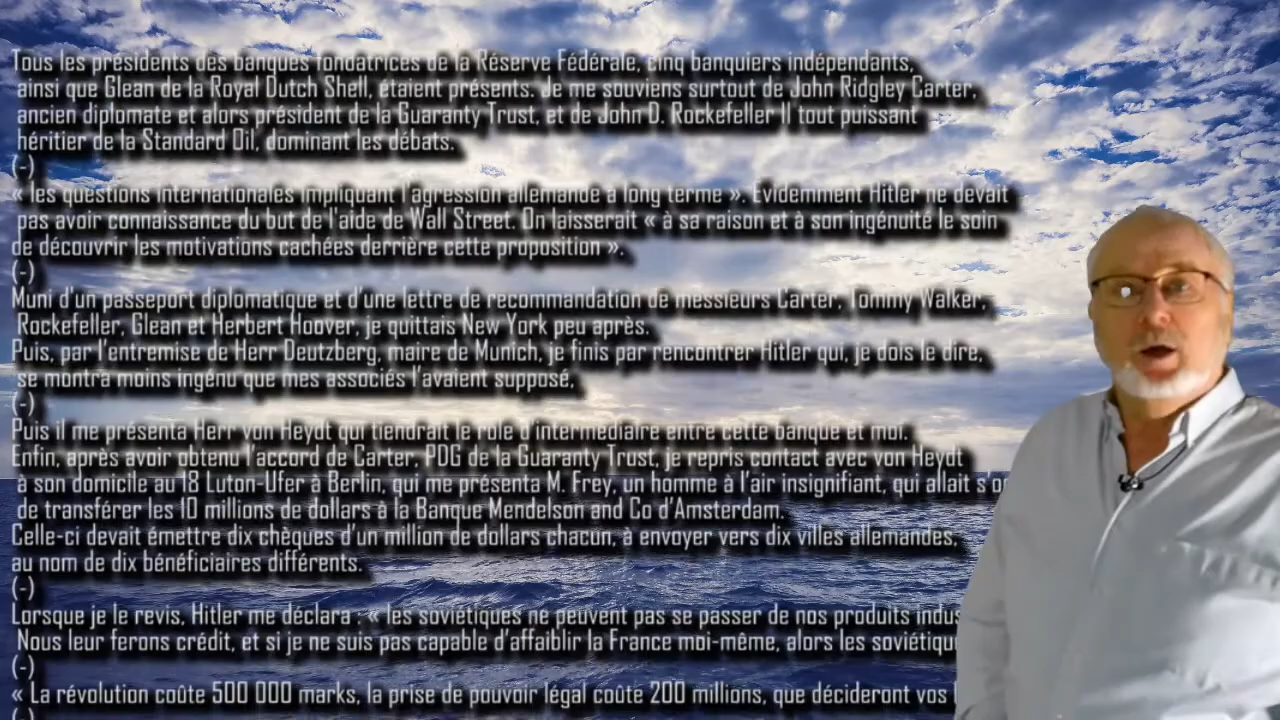 Tous les présidents des banques fondatrices de la Réserve Fédérale, cinq banquiers indépendants,
ainsi que Glean de la Royal Dutch Shell, étaient présents. Je me souviens surtout de John Ridgley Carter,
ancien diplomate et alors président de la Guaranty Trust, et de John D. Rockefeller II tout puissant
héritier de la Standard Oil, dominant les débats.
(-)
« les questions internationales impliquant l'agression allemande à long terme ». Évidemment Hitler ne devait
pas avoir connaissance du but de l'aide de Wall Street. On laisserait « à sa raison et à son ingénuité le soin
de découvrir les motivations cachées derrière cette proposition ».
(-)
Muni d'un passeport diplomatique et d'une lettre de recommandation de messieurs Carter, Tommy Walker,
Rockefeller, Glean et Herbert Hoover, je quittais New York peu après.
Puis, par l'entremise de Herr Deutzberg, maire de Munich, je finis par rencontrer Hitler qui, je dois le dire,
se montra moins ingénu que mes associés l'avaient supposé,
(-)
Puis il me présenta Herr von Heydt qui tiendrait le rôle d'intermédiaire entre cette banque et moi.
Enfin, après avoir obtenu l'accord de Carter, PDG de la Guaranty Trust, je repris contact avec von Heydt
à son domicile au 18 Luton-Ufer à Berlin, qui me présenta M. Frey, un homme à l'air insignifiant, qui allait
de transférer les 10 millions de dollars à la Banque Mendelson and Co d'Amsterdam.
Celle-ci devait émettre dix chèques d'un million de dollars chacun, à envoyer vers dix villes allemandes,
au nom de dix bénéficiaires différents.
(-)
Lorsque je le revis, Hitler me déclara : « les soviétiques ne peuvent pas se passer de nos produits indus
Nous leur ferons crédit, et si je ne suis pas capable d'affaiblir la France moi-même, alors les soviétiqu
(-)
« La révolution coûte 500 000 marks, la prise de pouvoir légal coûte 200 millions, que décideront vos